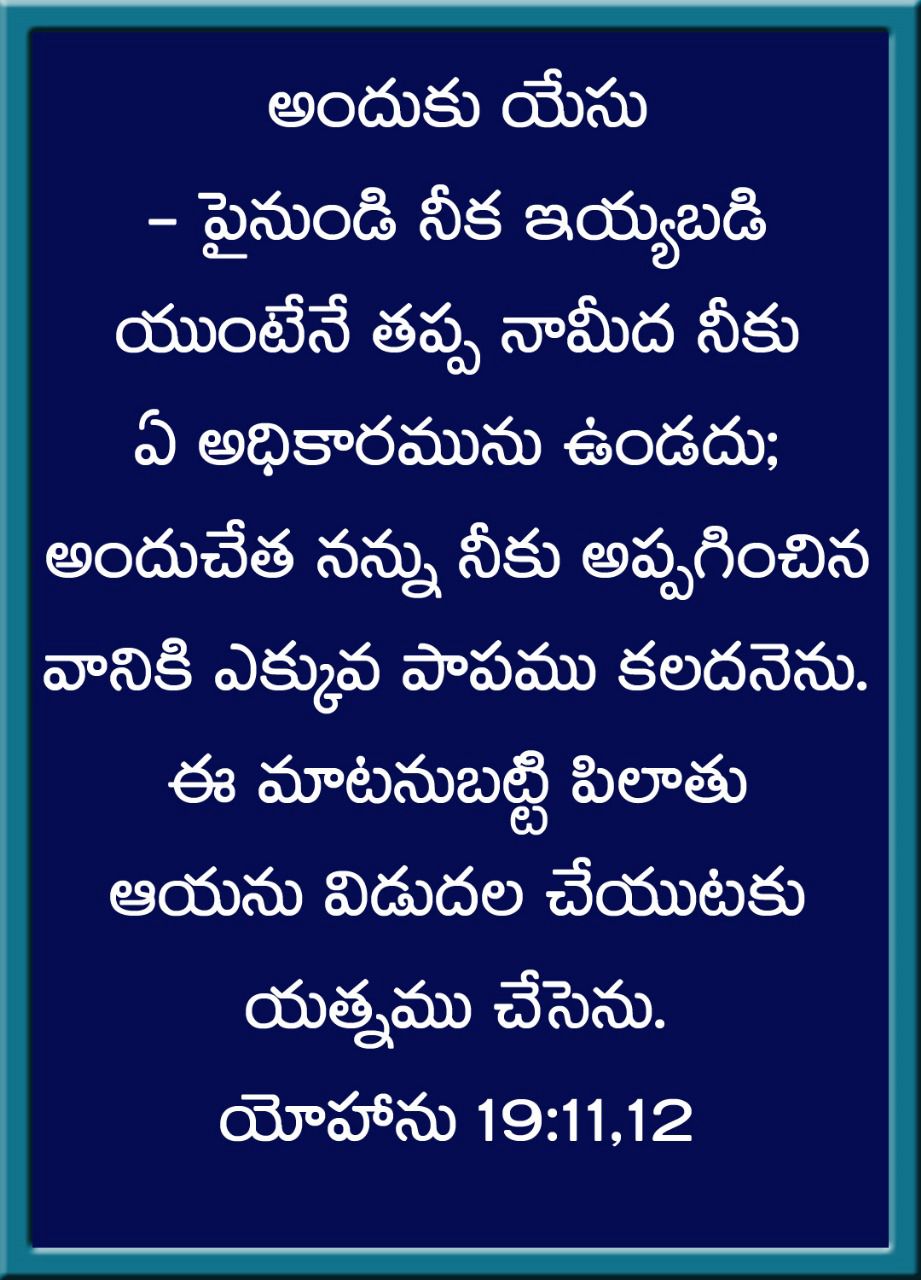 అందుకు యేసు
- పైనుండి నీక ఇయ్యబడి
యుంటేనే తప్ప నామీద నీకు
ఏ అధికారమును ఉండదు;
అందుచేత నన్ను నీకు అప్పగించిన
వానికి ఎక్కువ పాపము కలదనెను.
ఈ మాటనుబట్టి పిలాతు
ఆయను విడుదల చేయుటకు
యత్నము చేసెను.
యోహాను 19:11,12